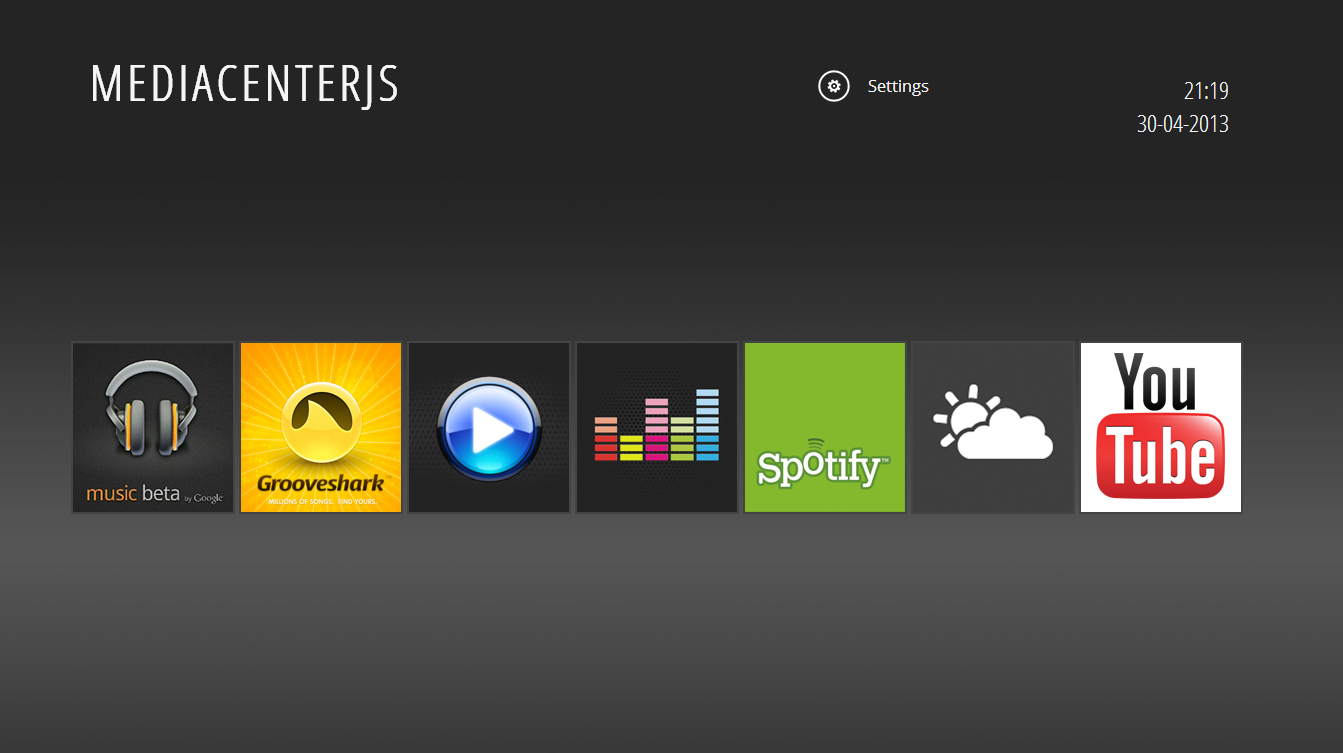 MEDIACENTERJS
Settings
21:19
30-04-2013
music beta by Google
Grooveshark
MILLIONS OF SONGS. FIND YOURS.
Spotify™
You
Tube